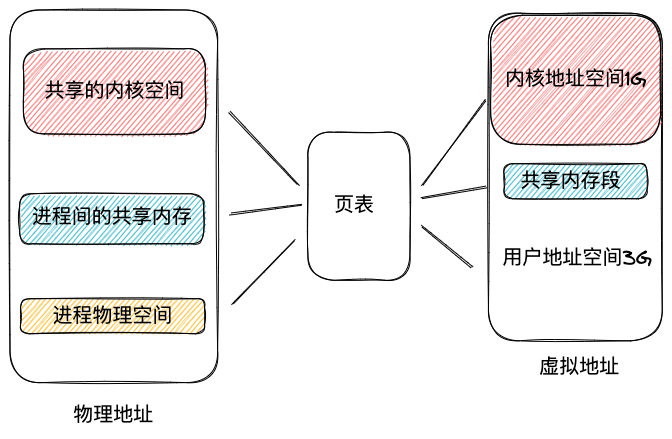 共享的内核空间
进程间的共享内存
进程物理空间
物理地址
页表
内核地址空间1G
共享内存段
用户地址空间3G
虚拟地址